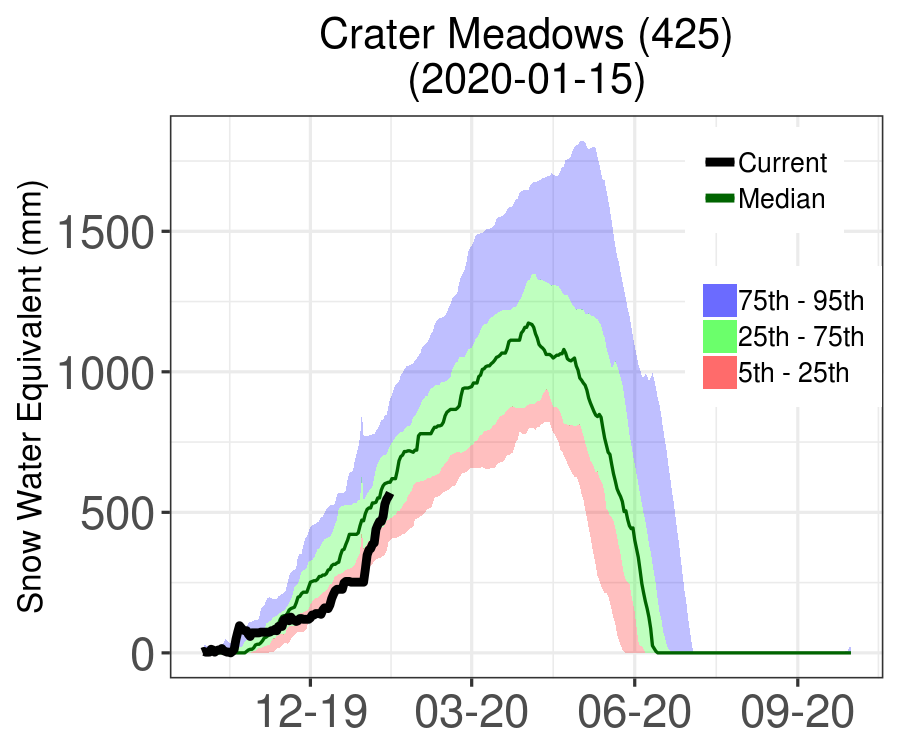 Crater Meadows (425)
(2020-01-15)
Snow Water Equivalent (mm)
1500
1000
500
0
12-19 03-20 06-20 09-20
Current
Median
75th - 95th
25th - 75th
5th - 25th